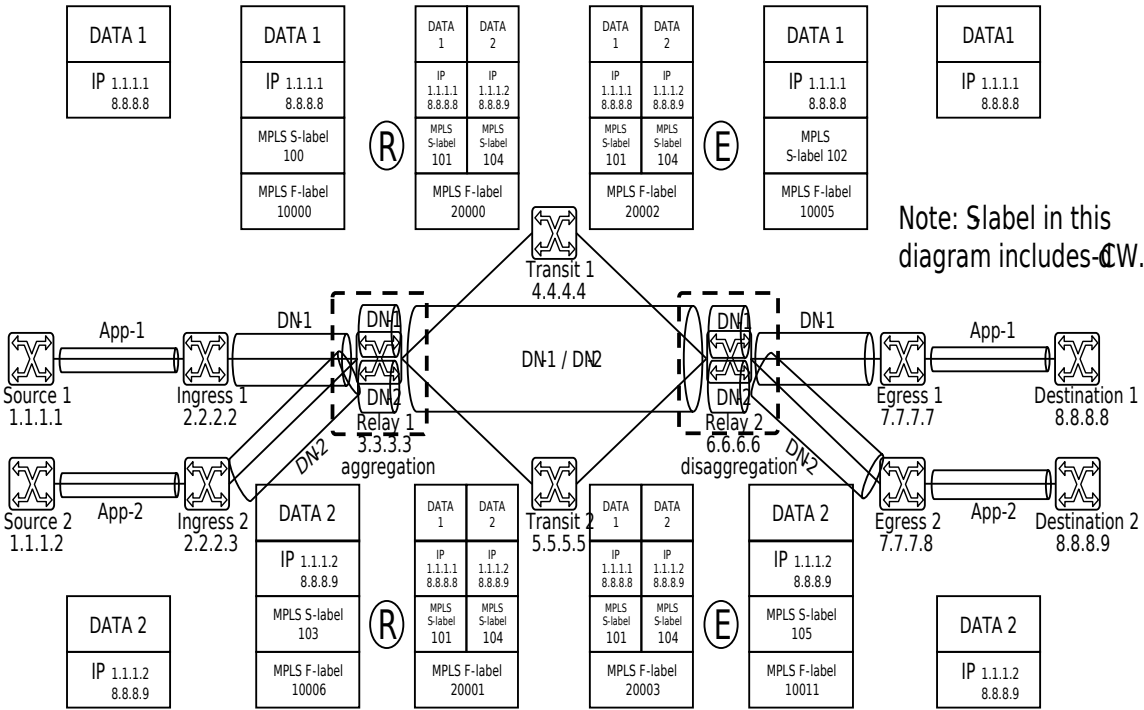 DATA 1
IP 1.1.1.1
8.8.8.8
DATA 1
IP 1.1.1.1
8.8.8.8
MPLS S-label
100
MPLS F-label
10000
R
DATA
1
DATA
2
IP
1.1.1.1
8.8.8.8
IP
1.1.1.2
8.8.8.9
MPLS
S-label
101
MPLS
S-label
104
MPLS F-label
20000
DATA
1
DATA
2
IP
1.1.1.1
8.8.8.8
IP
1.1.1.2
8.8.8.9
MPLS
S-label
101
MPLS
S-label
104
MPLS F-label
20002
E
DATA 1
IP 1.1.1.1
8.8.8.8
MPLS
S-label 102
MPLS F-label
10005
DATA1
IP 1.1.1.1
8.8.8.8
Note: S-label in this
diagram includes d-CW.
Transit 1
4.4.4.4
App-1
DN-1
DN-1
DN-1 / DN-2
DN-1
DN-1
App-1
Source 1
1.1.1.1
Ingress 1
2.2.2.2
DN-2
Relay 1
3.3.3.3
aggregation
DN-2
Relay 2
6.6.6.6
disaggregation
Egress 1
7.7.7.7
Destination 1
8.8.8.8
DN-2
DN-2
App-2
App-2
Source 2
1.1.1.2
Ingress 2
2.2.2.3
Transit 2
5.5.5.5
Egress 2
7.7.7.8
Destination 2
8.8.8.9
DATA 2
IP 1.1.1.2
8.8.8.9
DATA 2
IP 1.1.1.2
8.8.8.9
MPLS S-label
103
MPLS F-label
10006
R
DATA
1
DATA
2
IP
1.1.1.1
8.8.8.8
IP
1.1.1.2
8.8.8.9
MPLS
S-label
101
MPLS
S-label
104
MPLS F-label
20001
DATA
1
DATA
2
IP
1.1.1.1
8.8.8.8
IP
1.1.1.2
8.8.8.9
MPLS
S-label
101
MPLS
S-label
104
MPLS F-label
20003
E
DATA 2
IP 1.1.1.2
8.8.8.9
MPLS S-label
105
MPLS F-label
10011
DATA 2
IP 1.1.1.2
8.8.8.9